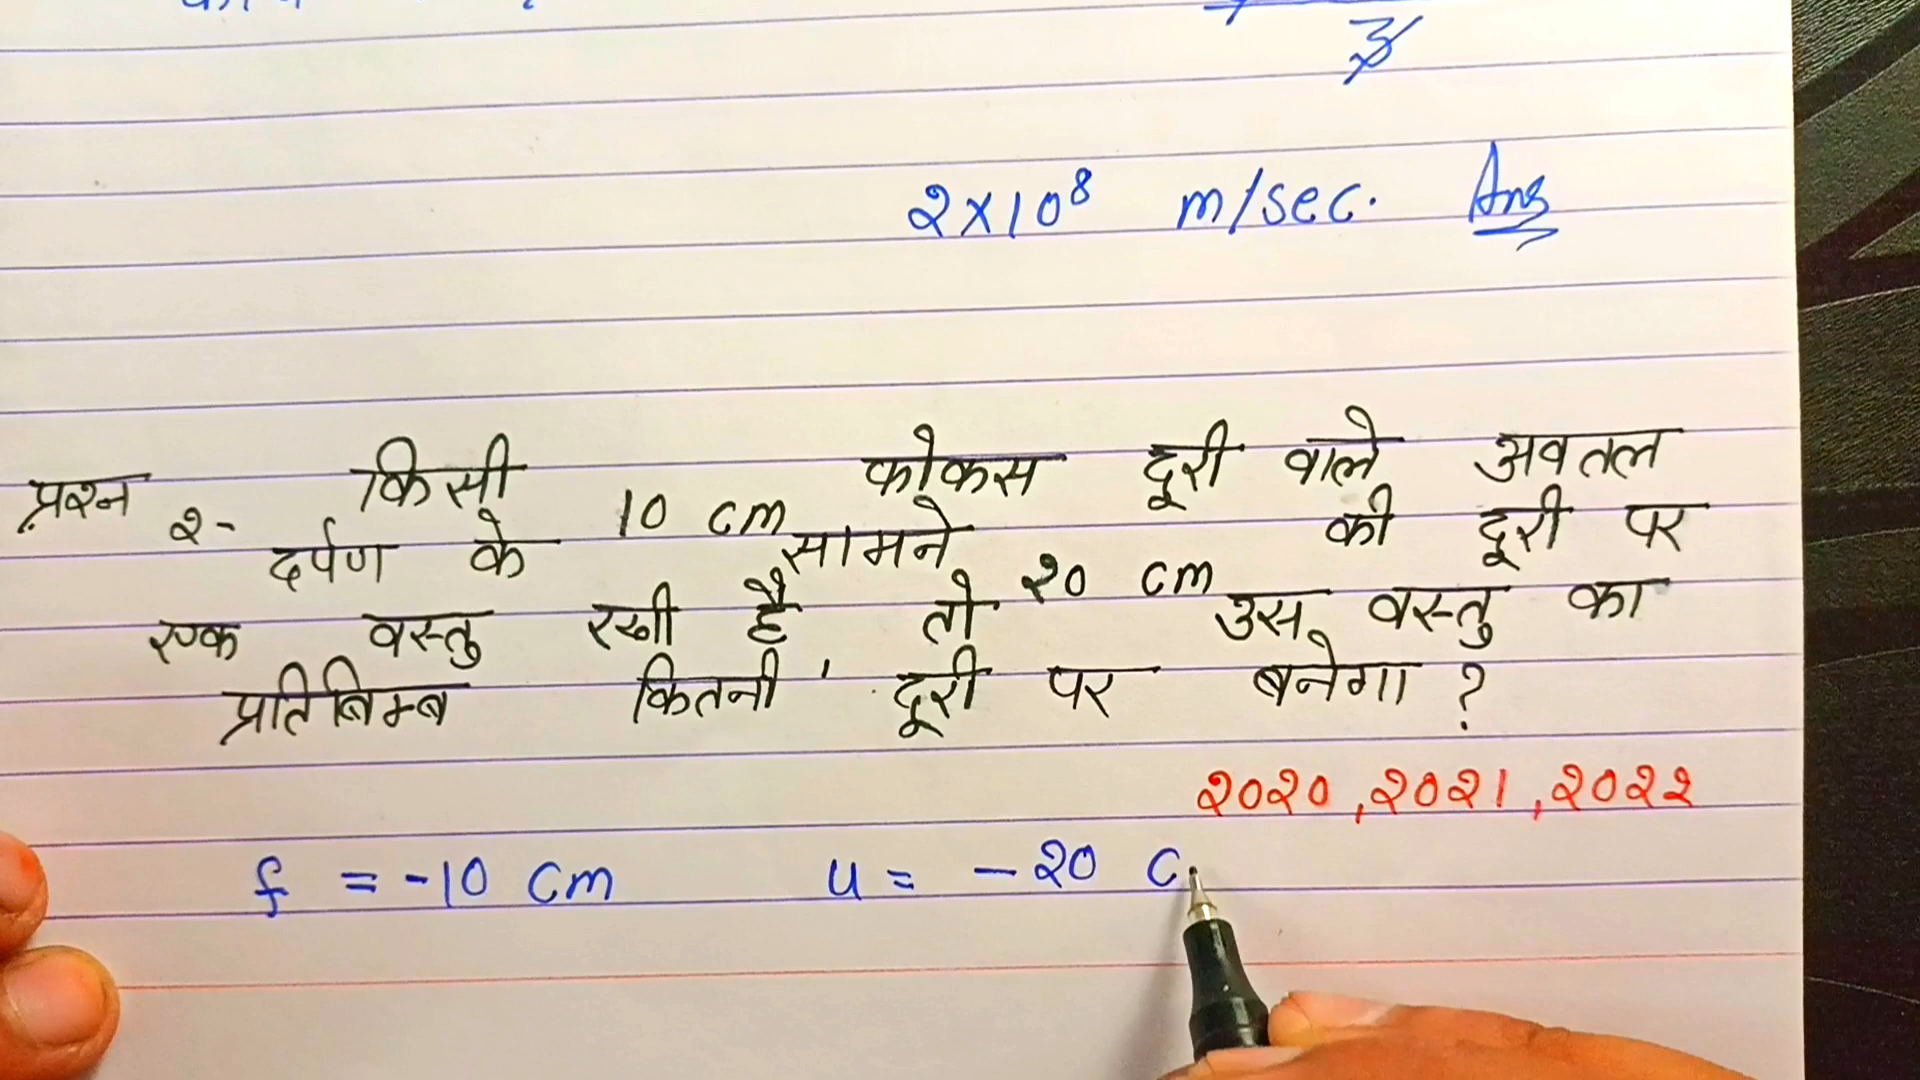 2×10⁸ m/sec. Ans
प्रश्न 2- किसी 10 cm फोकस दूरी वाले अवतल
दर्पण के सामने 20 cm की दूरी पर
एक वस्तु रखी है, तो उस वस्तु का
प्रतिबिम्ब कितनी दूरी पर बनेगा ?
2020, 2021, 2022
f = -10 cm u = - 20 c